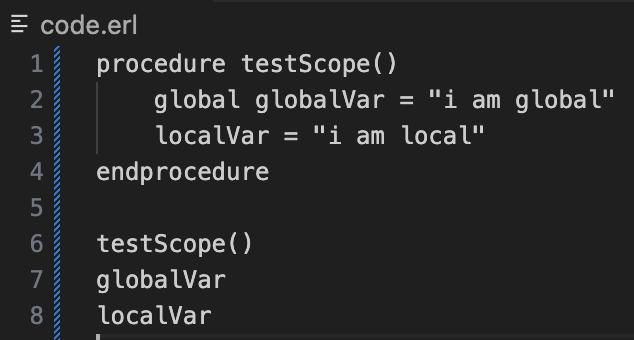 code.erl
1 procedure testScope()
2 global globalVar = "i am global"
3 localVar = "i am local"
4 endprocedure
5
6 testScope()
7 globalVar
8 localVar